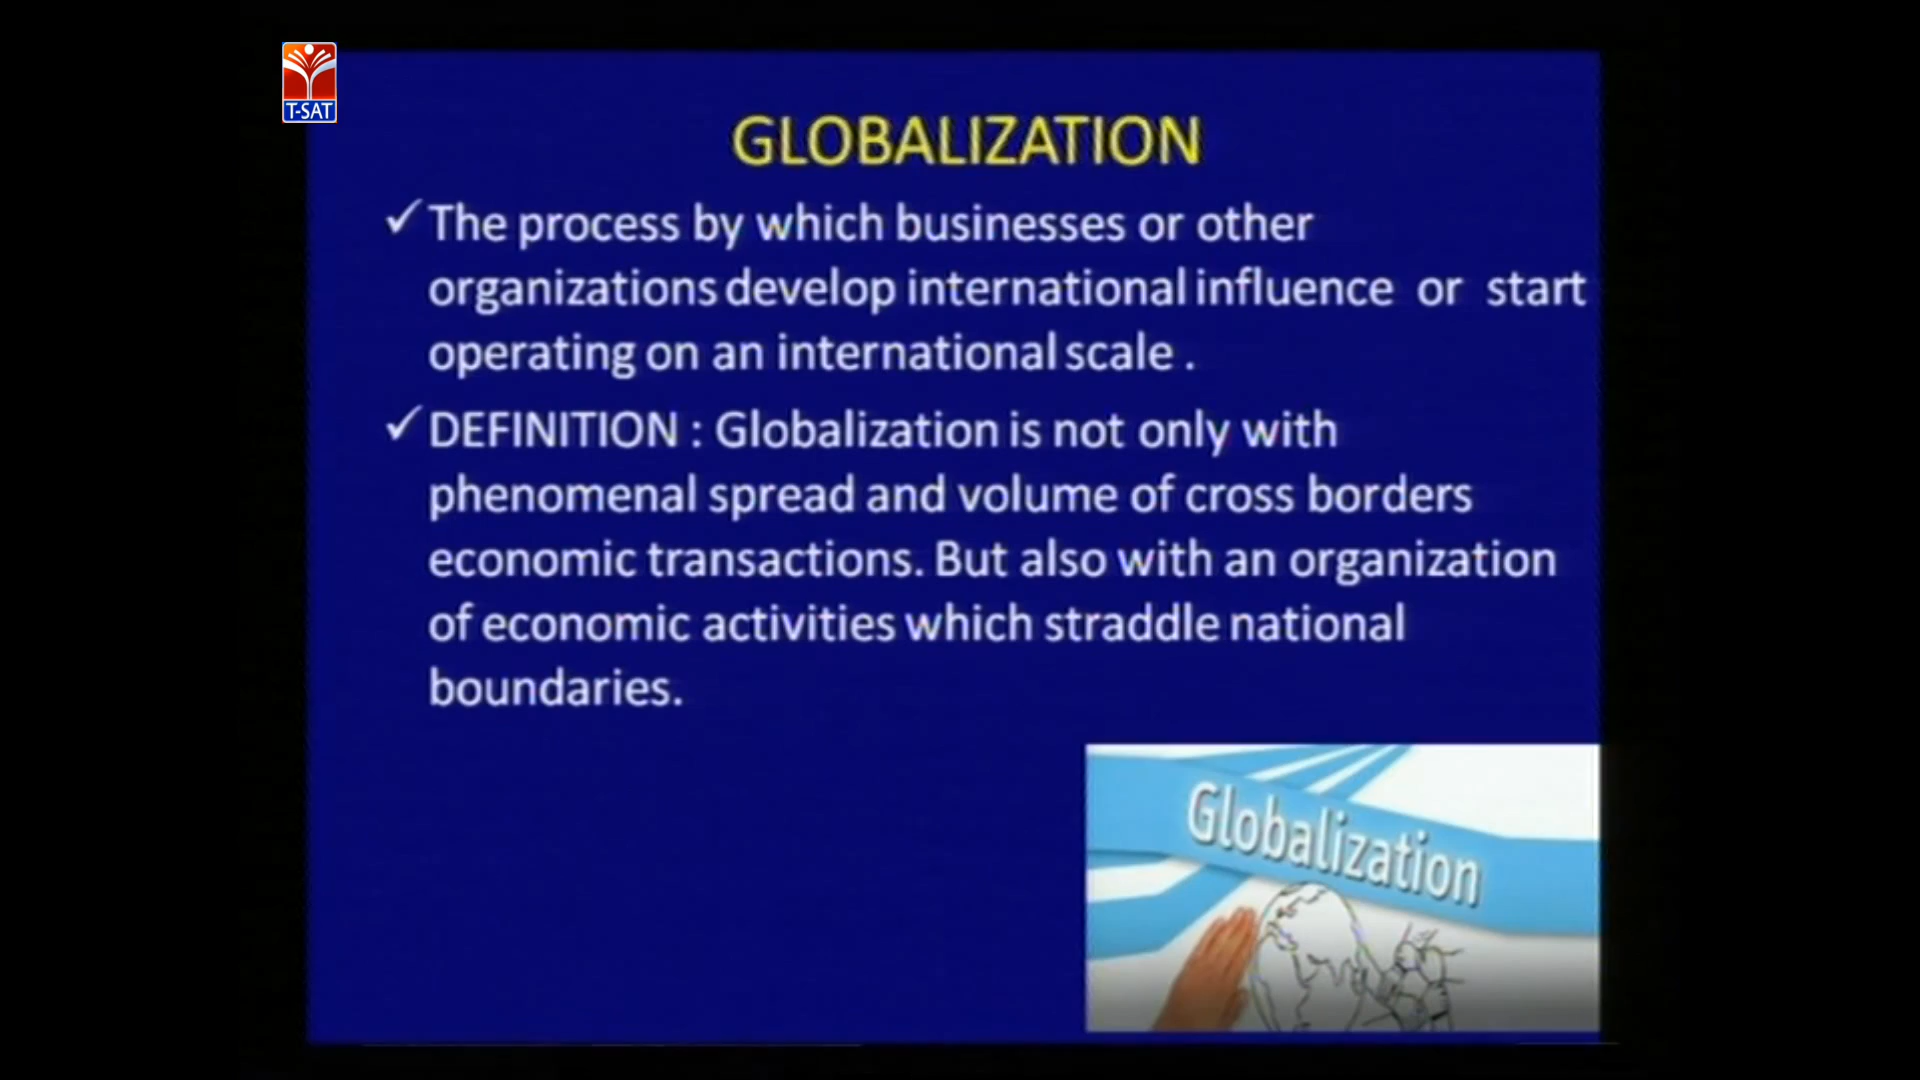 T-SAT
GLOBALIZATION
✓The process by which businesses or other
organizations develop international influence or start
operating on an international scale .
✓DEFINITION : Globalization is not only with
phenomenal spread and volume of cross borders
economic transactions. But also with an organization
of economic activities which straddle national
boundaries.
Globalization